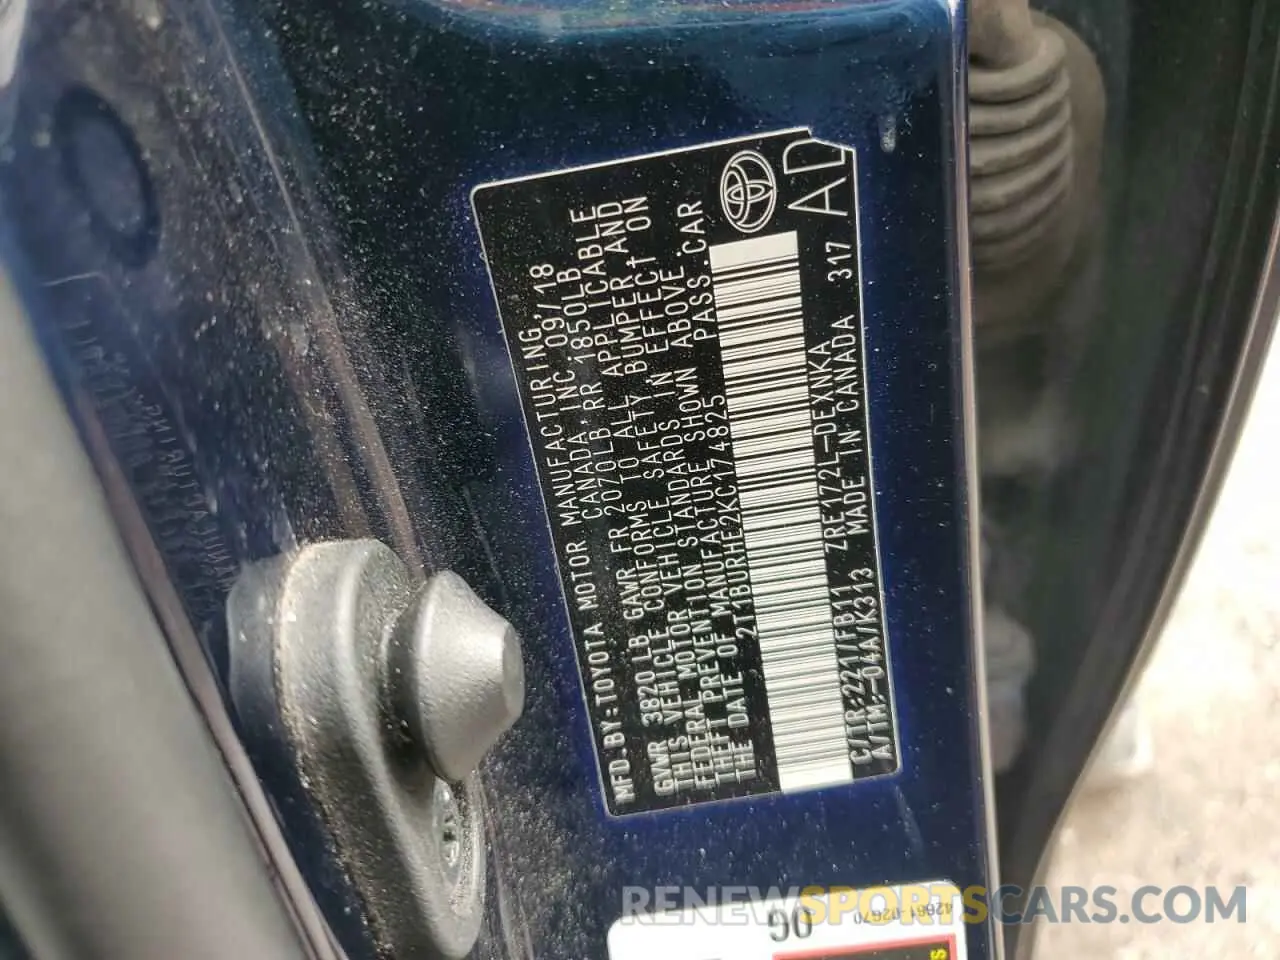 MFD.BY:TOYOTA MOTOR MANUFACTURING,
CANADA,INC. 09/18
GVWR 3820LB GAWR FR 2070LB,RR 1850LB
THIS VEHICLE CONFORMS TO ALL APPLICABLE
FEDERAL MOTOR VEHICLE SAFETY, BUMPER,AND
THEFT PREVENTION STANDARDS IN EFFECT ON
THE DATE OF MANUFACTURE SHOWN ABOVE.
2T1BURHE2KC174825 PASS.CAR
C/TR:221/FB11 ZRE172L-DEXNKA
A/TM:-04A/K313 MADE IN CANADA 317
AD
42661-02670
RENEWSPORTSCARS.COM